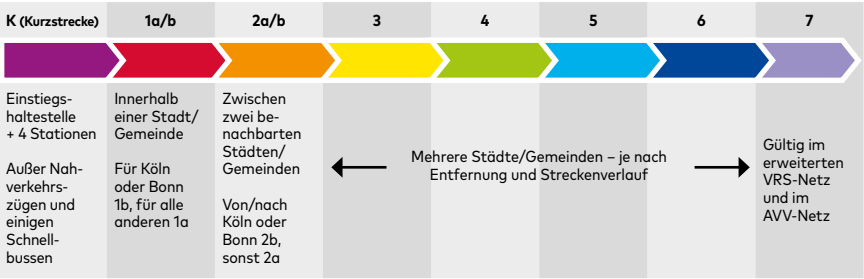 K (Kurzstrecke)
1a/b
2a/b
3
4
5
6
7
Einstiegs-
haltestelle
+ 4 Stationen
Außer Nah-
verkehrs-
zügen und
einigen
Schnell-
bussen
Innerhalb
einer Stadt/
Gemeinde
Für Köln
oder Bonn
1b, für alle
anderen 1a
Zwischen
zwei be-
nachbarten
Städten/
Gemeinden
Von/nach
Köln oder
Bonn 2b,
sonst 2a
Mehrere Städte/Gemeinden – je nach
Entfernung und Streckenverlauf
Gültig im
erweiterten
VRS-Netz
und im
AVV-Netz